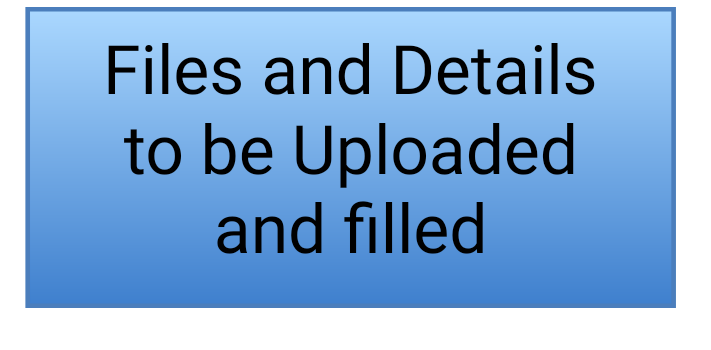 Files and Details
to be Uploaded
and filled